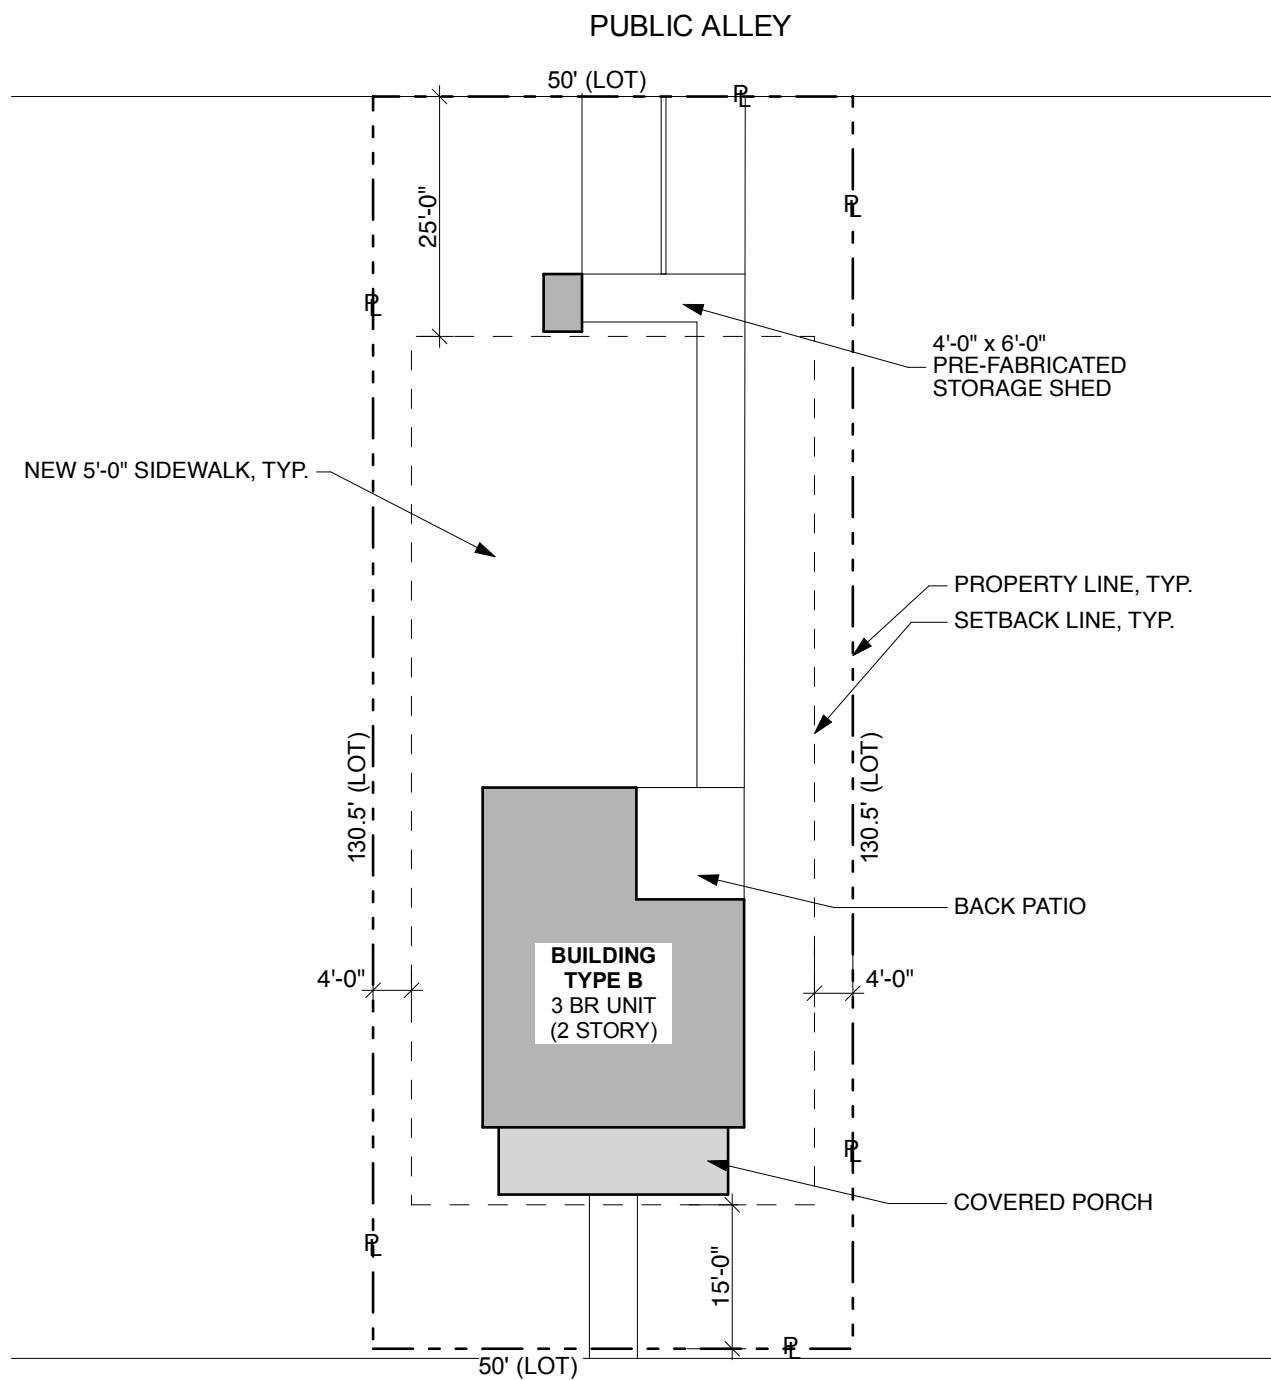 PUBLIC ALLEY
50' (LOT)
PL
25'-0"
PL
PL
4'-0" x 6'-0"
PRE-FABRICATED
STORAGE SHED
NEW 5'-0" SIDEWALK, TYP.
PROPERTY LINE, TYP.
SETBACK LINE, TYP.
130.5' (LOT)
130.5' (LOT)
BACK PATIO
BUILDING
TYPE B
3 BR UNIT
(2 STORY)
4'-0"
4'-0"
PL
COVERED PORCH
PL
15'-0"
PL
50' (LOT)